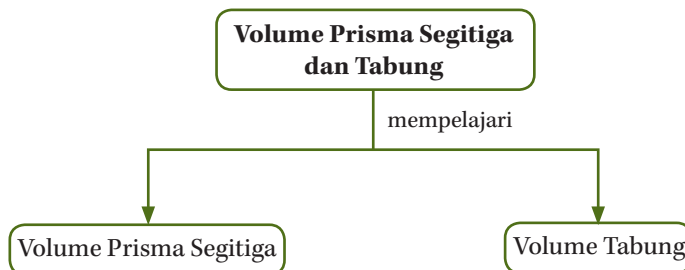 Volume Prisma Segitiga
dan Tabung
mempelajari
Volume Prisma Segitiga
Volume Tabung